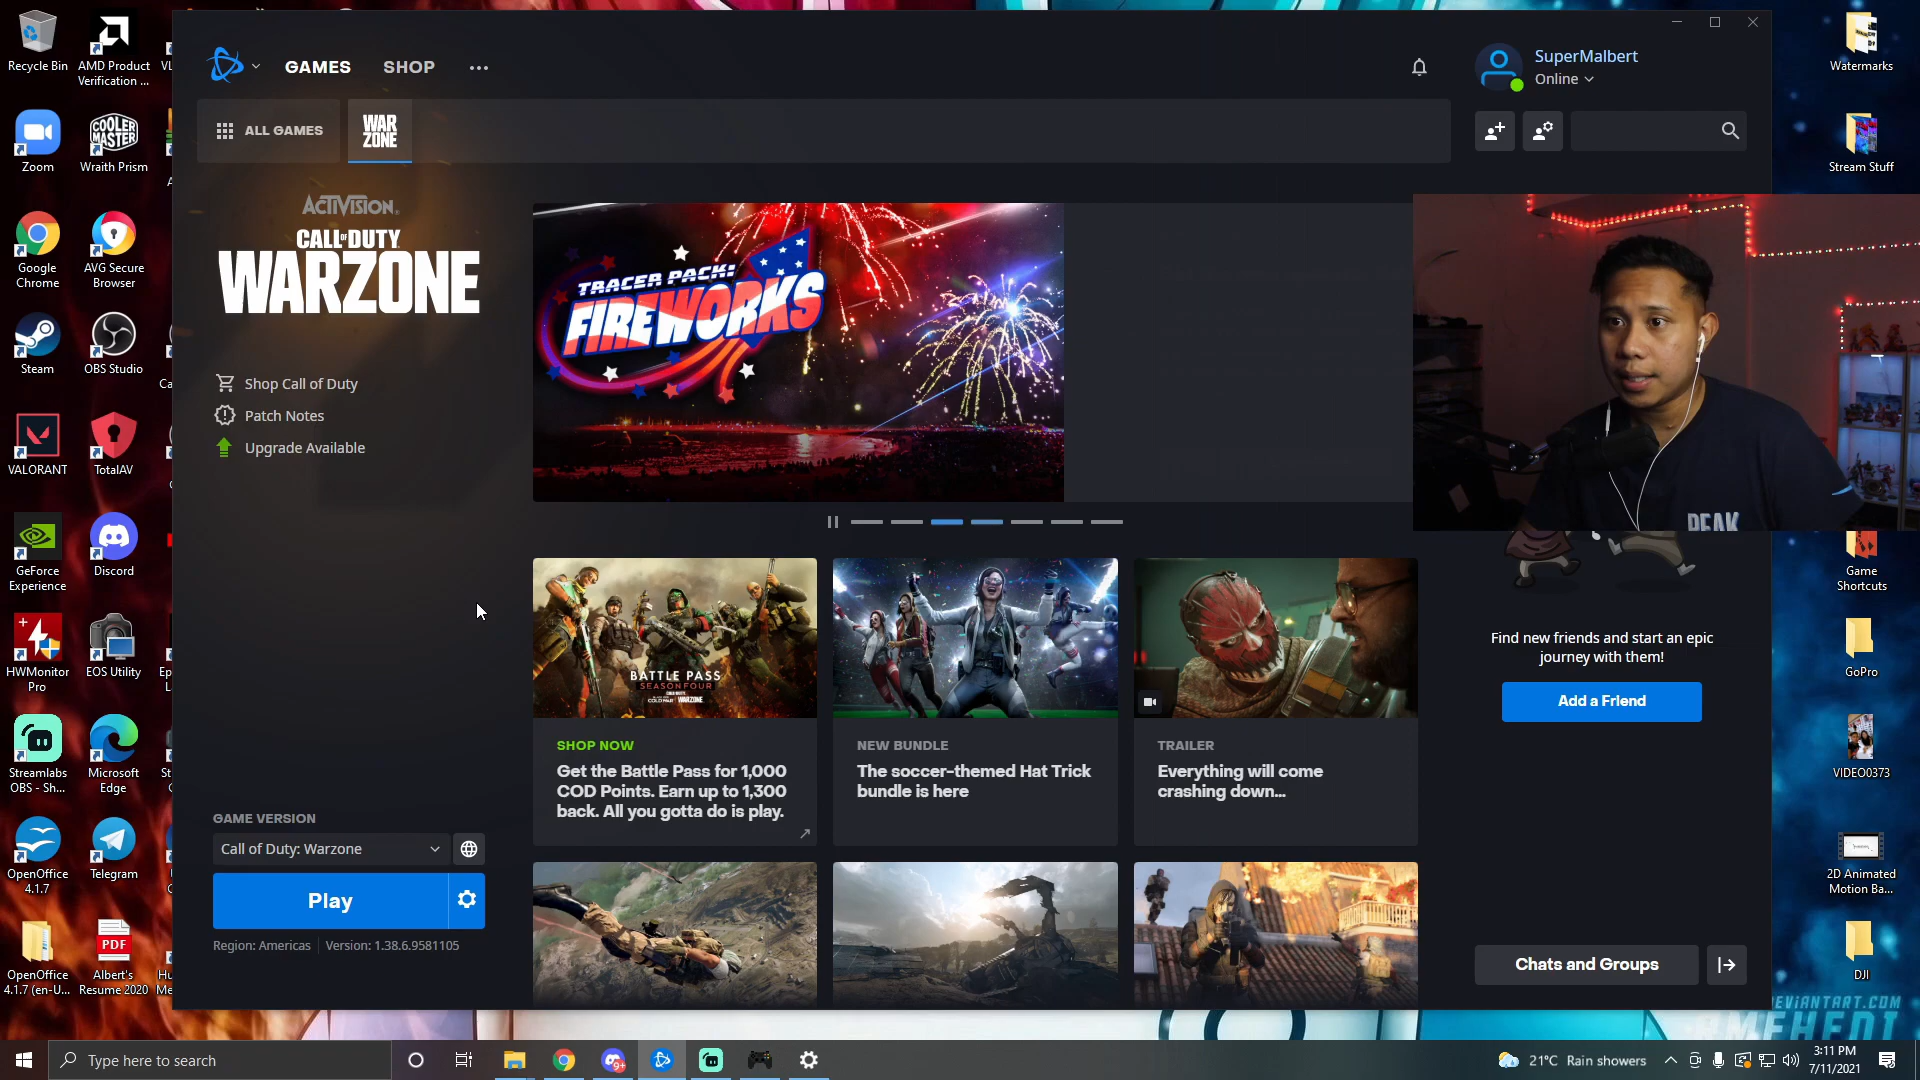 GAMES
SHOP
SuperMalbert
Online
ALL GAMES
WAR
ZONE
ACTIVISION
CALL OF DUTY
WARZONE
Shop Call of Duty
Patch Notes
Upgrade Available
TRACER PACK:
FIREWORKS
PEAK
BATTLE PASS
SEASON FOUR
SHOP NOW
Get the Battle Pass for 1,000
COD Points. Earn up to 1,300
back. All you gotta do is play.
NEW BUNDLE
The soccer-themed Hat Trick
bundle is here
TRAILER
Everything will come
crashing down...
Find new friends and start an epic
journey with them!
Add a Friend
GAME VERSION
Call of Duty: Warzone
Play
Region: Americas
Version: 1.38.6.9581105
Chats and Groups
Recycle Bin
AMD Product
Verification ...
Zoom
COOLER
MASTER
Wraith Prism
Google
Chrome
AVG Secure
Browser
Steam
OBS Studio
VALORANT
TotalAV
GeForce
Experience
Discord
HWMonitor
Pro
EOS Utility
Streamlabs
OBS - Sh...
Microsoft
Edge
OpenOffice
4.1.7
Telegram
OpenOffice
4.1.7 (en-U...
PDF
Albert's
Resume 2020
Watermarks
Stream Stuff
Game
Shortcuts
GoPro
VIDEO0373
2D Animated
Motion Ba...
DJI
Type here to search
9+
21°C Rain showers
3:11 PM
7/11/2021